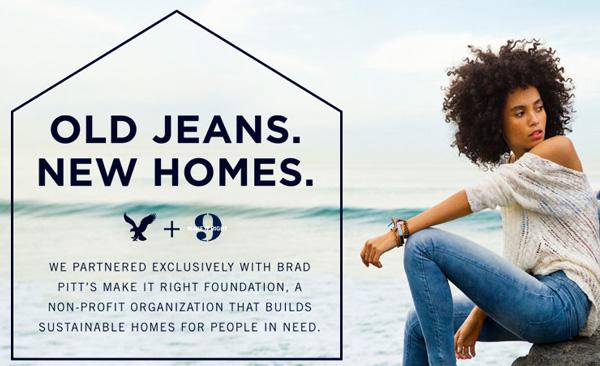 OLD JEANS.
NEW HOMES.
+ 9
WE PARTNERED EXCLUSIVELY WITH BRAD
PITT'S MAKE IT RIGHT FOUNDATION, A
NON-PROFIT ORGANIZATION THAT BUILDS
SUSTAINABLE HOMES FOR PEOPLE IN NEED.